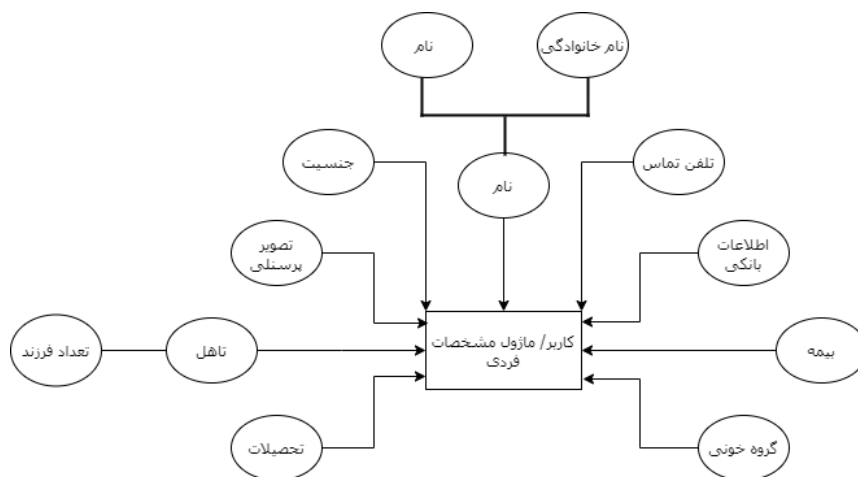 نام خانوادگی
نام
تلفن تماس
نام
جنسیت
اطلاعات
بانکی
تصویر
پرسنلی
بیمه
کاربر/ ماژول مشخصات
فردی
تاهل
تعداد فرزند
گروه خونی
تحصیلات